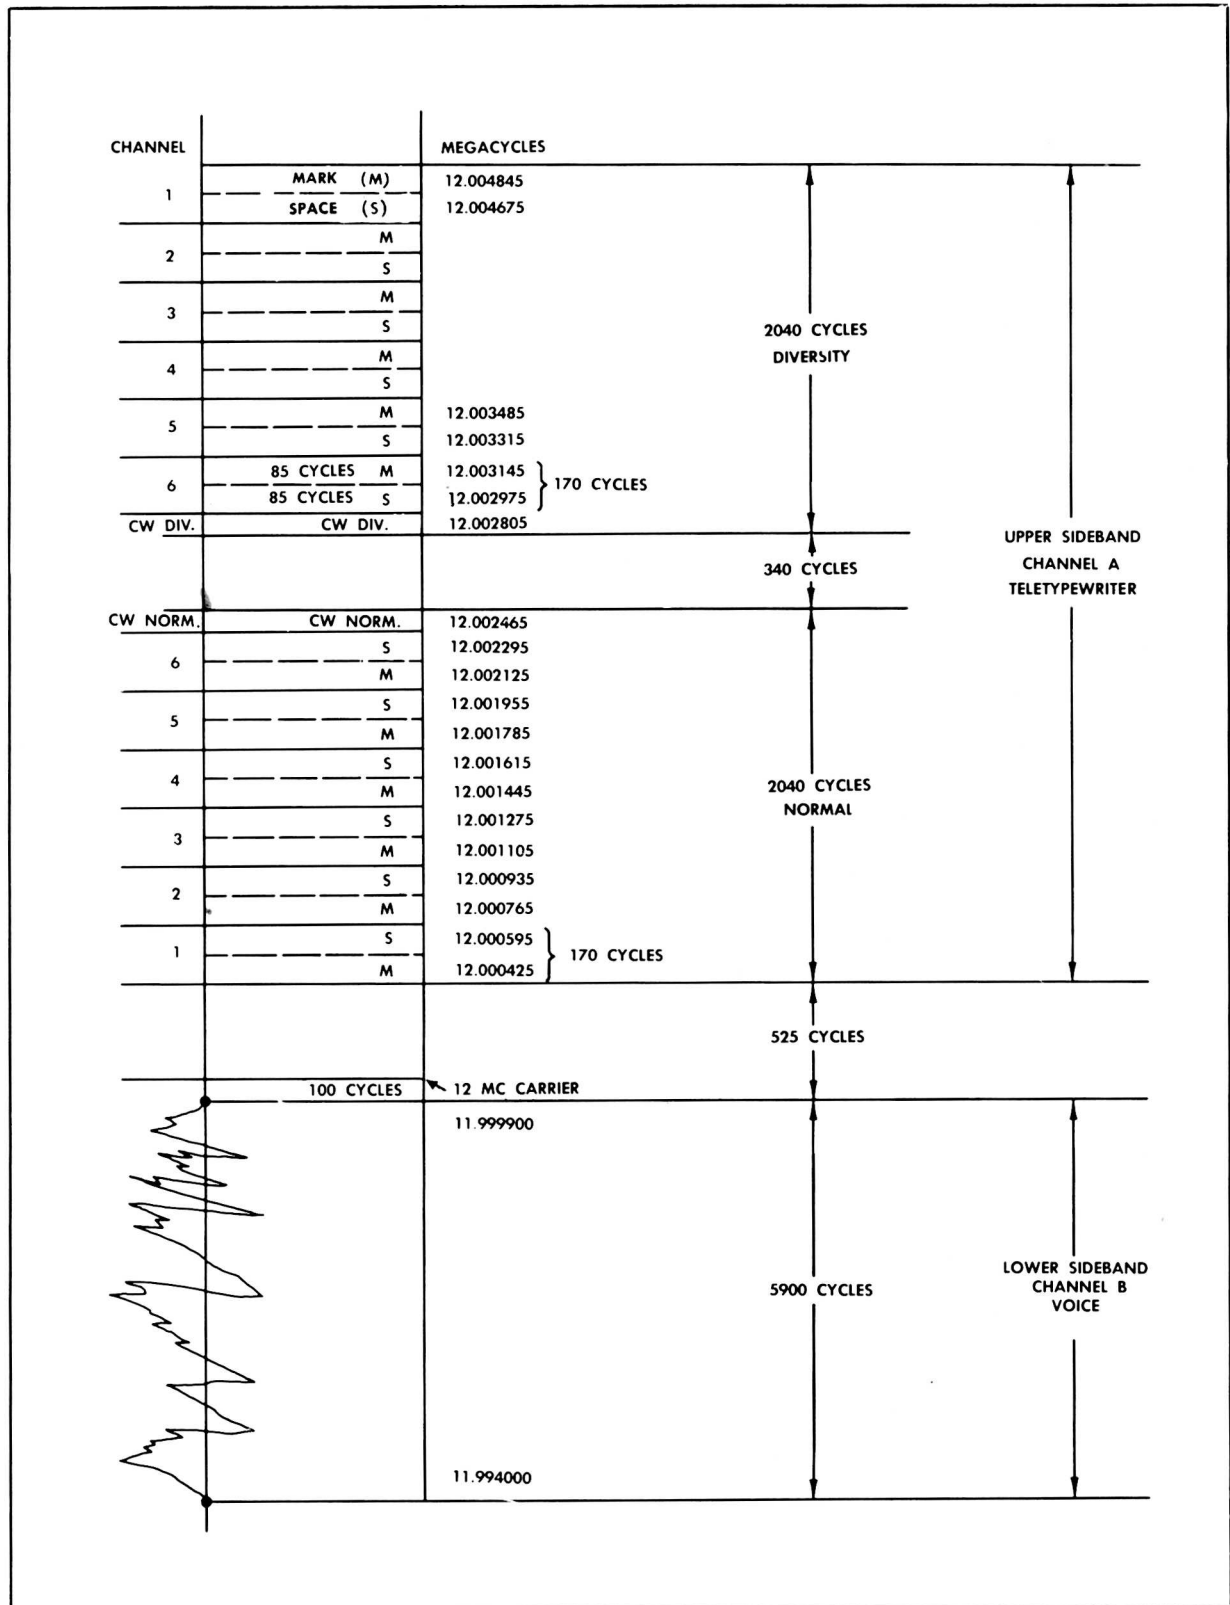 CHANNEL MEGACYCLES
1 MARK (M) 12.004845
SPACE (S) 12.004675
2 M
S
3 M
S
4 M
S
5 M 12.003485
S 12.003315
6 85 CYCLES M 12.003145
85 CYCLES S 12.002975
170 CYCLES
CW DIV. CW DIV. 12.002805
2040 CYCLES
DIVERSITY
340 CYCLES
UPPER SIDEBAND
CHANNEL A
TELETYPEWRITER
CW NORM. CW NORM. 12.002465
6 S 12.002295
M 12.002125
5 S 12.001955
M 12.001785
4 S 12.001615
M 12.001445
3 S 12.001275
M 12.001105
2 S 12.000935
M 12.000765
1 S 12.000595
M 12.000425
170 CYCLES
2040 CYCLES
NORMAL
525 CYCLES
100 CYCLES 12 MC CARRIER
11.999900
5900 CYCLES
LOWER SIDEBAND
CHANNEL B
VOICE
11.994000